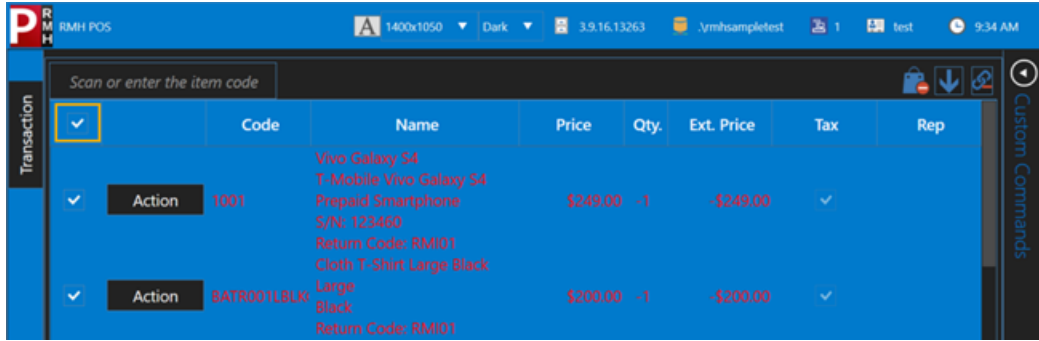 P RMH RMH POS A 1400x1050 Dark 3.9.16.13263 .\rmhsampletest 1 test 9:34 AM
Scan or enter the item code
Transaction
Custom Commands
Code Name Price Qty. Ext. Price Tax Rep
Vivo Galaxy S4
T-Mobile Vivo Galaxy S4
Action 1001 Prepaid Smartphone $249.00 -1 -$249.00
S/N: 123460
Return Code: RMI01
Cloth T-Shirt Large Black
Action BATR001LBLK Large $200.00 -1 -$200.00
Black
Return Code: RMI01